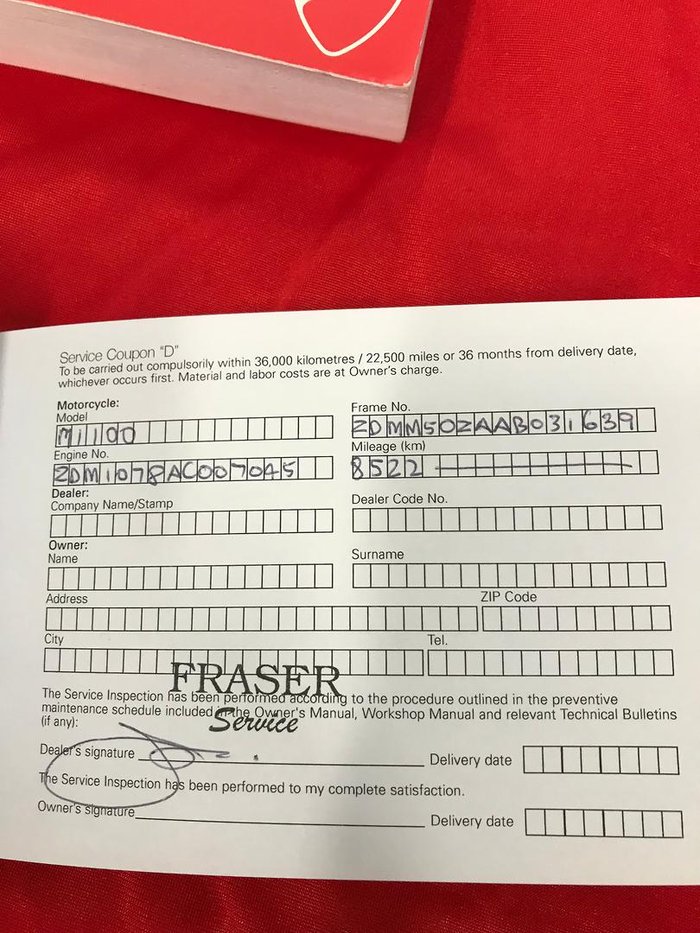 Service Coupon "D"
To be carried out compulsorily within 36,000 kilometres / 22,500 miles or 36 months from delivery date,
whichever occurs first. Material and labor costs are at Owner's charge.
Motorcycle:
Model
M1100
Frame No.
ZDMM502AAB031639
Engine No.
ZDM1078AC007045
Mileage (km)
8522
Dealer:
Company Name/Stamp
Dealer Code No.
Owner:
Name
Surname
Address
ZIP Code
City
Tel.
FRASER
Service
The Service Inspection has been performed according to the procedure outlined in the preventive
maintenance schedule included in the Owner's Manual, Workshop Manual and relevant Technical Bulletins
(if any):
Dealer's signature
Delivery date
The Service Inspection has been performed to my complete satisfaction.
Owner's signature
Delivery date